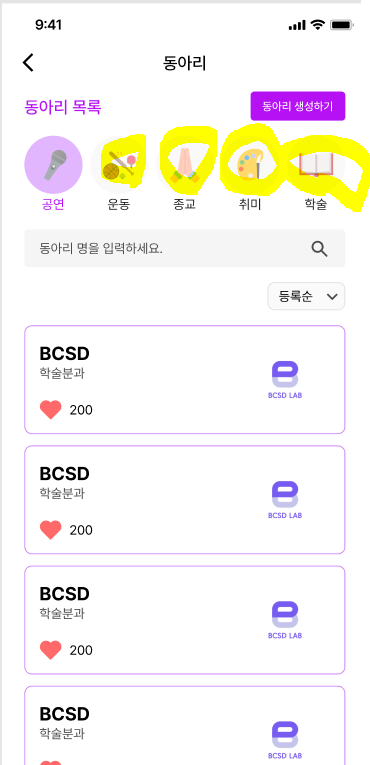 9:41
동아리
동아리 목록
동아리 생성하기
공연 운동 종교 취미 학술
동아리 명을 입력하세요.
등록순
BCSD
학술분과
200
BCSD LAB
BCSD
학술분과
200
BCSD LAB
BCSD
학술분과
200
BCSD LAB
BCSD
학술분과
BCSD LAB